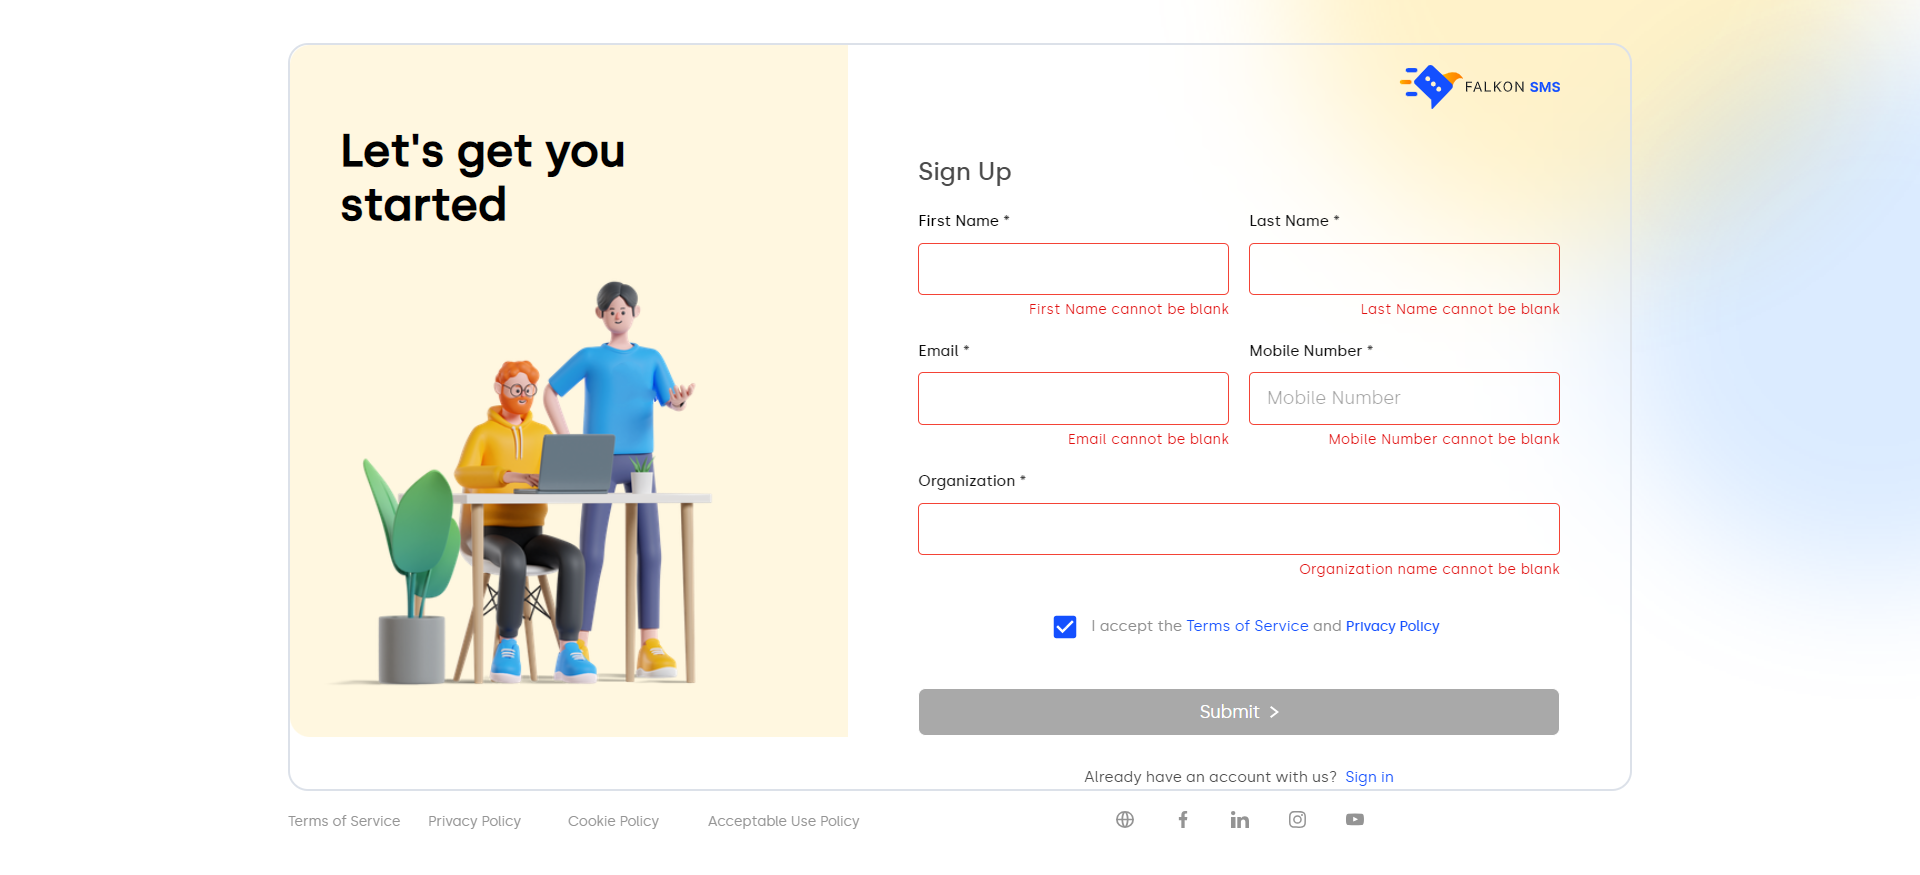 FALKON SMS
Let's get you
started
Sign Up
First Name *
Last Name *
First Name cannot be blank
Last Name cannot be blank
Email *
Mobile Number *
Mobile Number
Email cannot be blank
Mobile Number cannot be blank
Organization *
Organization name cannot be blank
I accept the Terms of Service and Privacy Policy
Submit >
Already have an account with us? Sign in
Terms of Service
Privacy Policy
Cookie Policy
Acceptable Use Policy